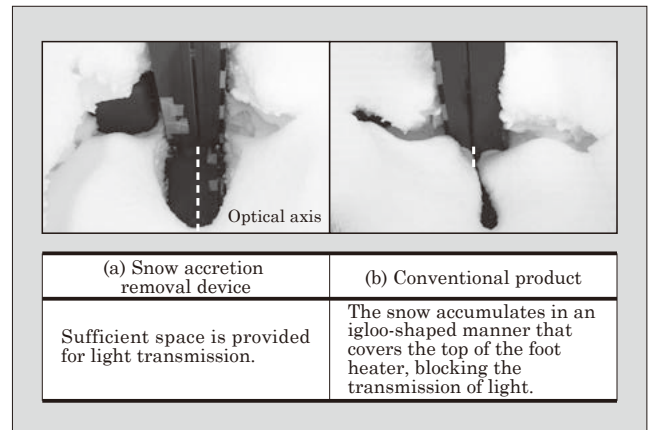 Optical axis
(a) Snow accretion
removal device
(b) Conventional product
Sufficient space is provided
for light transmission.
The snow accumulates in an
igloo-shaped manner that
covers the top of the foot
heater, blocking the
transmission of light.